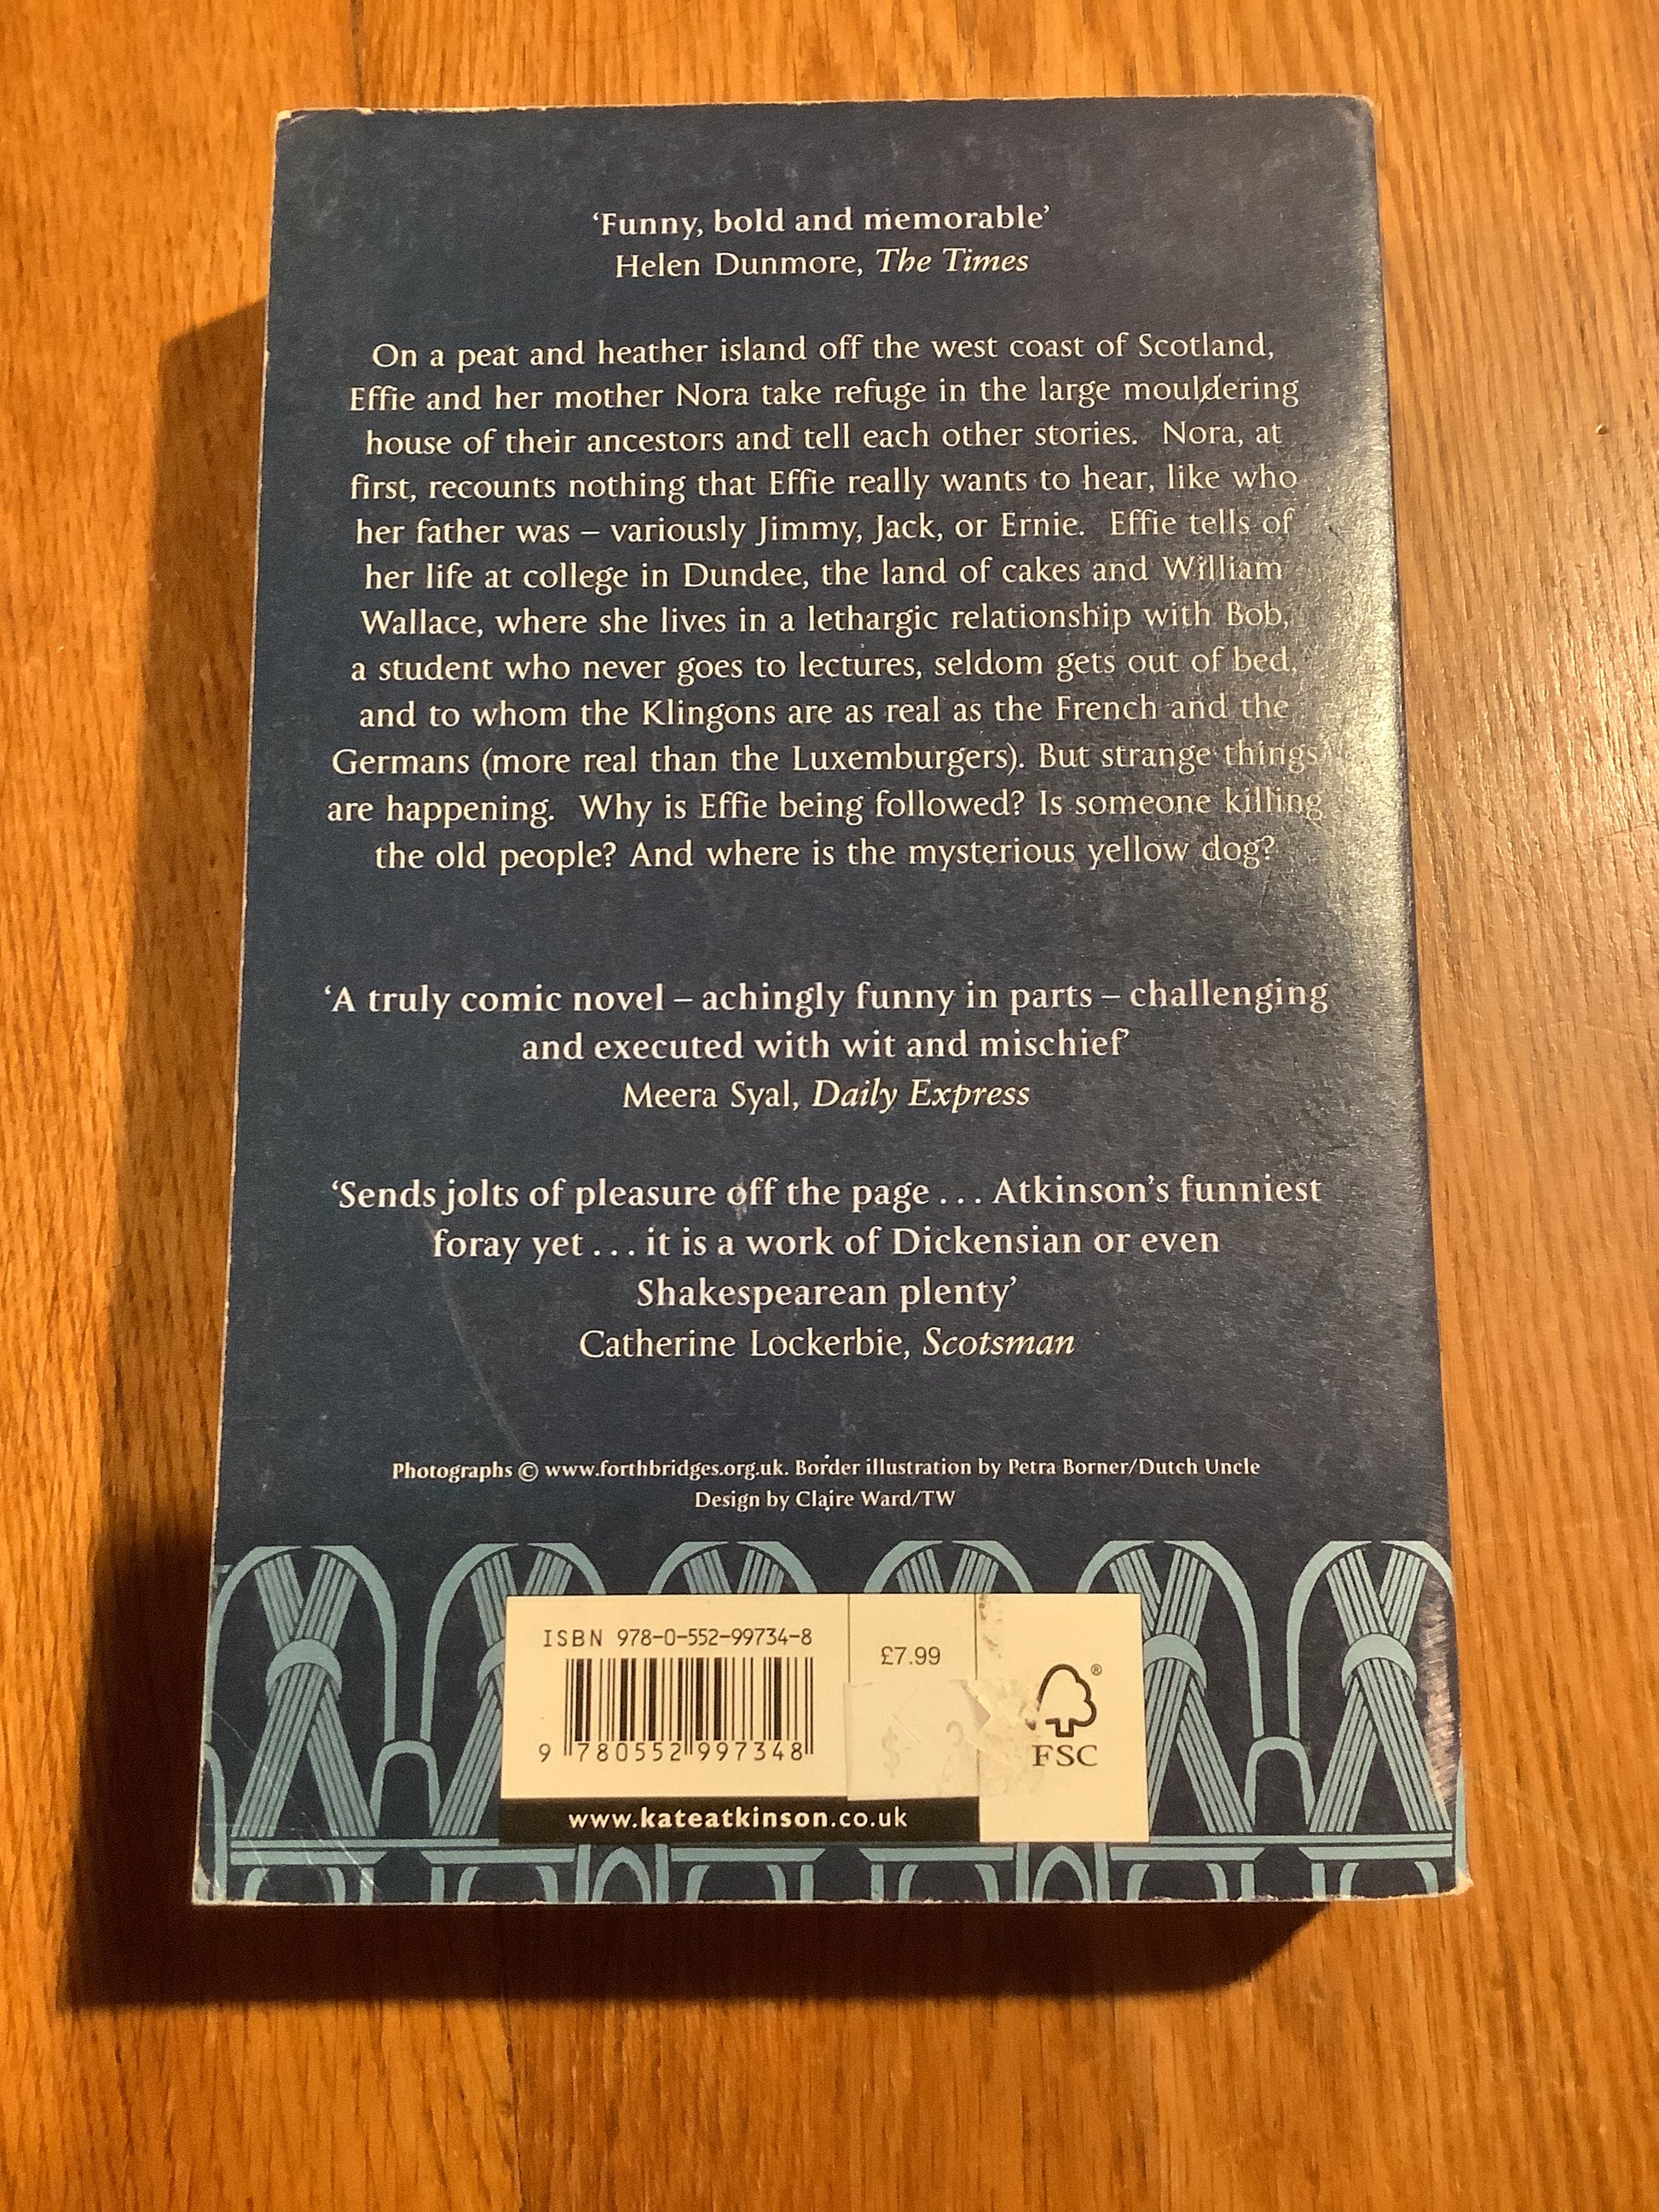 ‘Funny, bold and memorable’
Helen Dunmore, The Times
On a peat and heather island off the west coast of Scotland,
Effie and her mother Nora take refuge in the large mouldering
house of their ancestors and tell each other stories. Nora, at
first, recounts nothing that Effie really wants to hear, like who
her father was – variously Jimmy, Jack, or Ernie. Effie tells of
her life at college in Dundee, the land of cakes and William
Wallace, where she lives in a lethargic relationship with Bob,
a student who never goes to lectures, seldom gets out of bed,
and to whom the Klingons are as real as the French and the
Germans (more real than the Luxemburgers). But strange things
are happening. Why is Effie being followed? Is someone killing
the old people? And where is the mysterious yellow dog?
‘A truly comic novel – achingly funny in parts – challenging
and executed with wit and mischief’
Meera Syal, Daily Express
‘Sends jolts of pleasure off the page . . . Atkinson’s funniest
foray yet . . . it is a work of Dickensian or even
Shakespearean plenty’
Catherine Lockerbie, Scotsman
Photographs © www.forthbridges.org.uk. Border illustration by Petra Borner/Dutch Uncle
Design by Claire Ward/TW
ISBN 978-0-552-99734-8
£7.99
9 780552 997348
$
® FSC
www.kateatkinson.co.uk